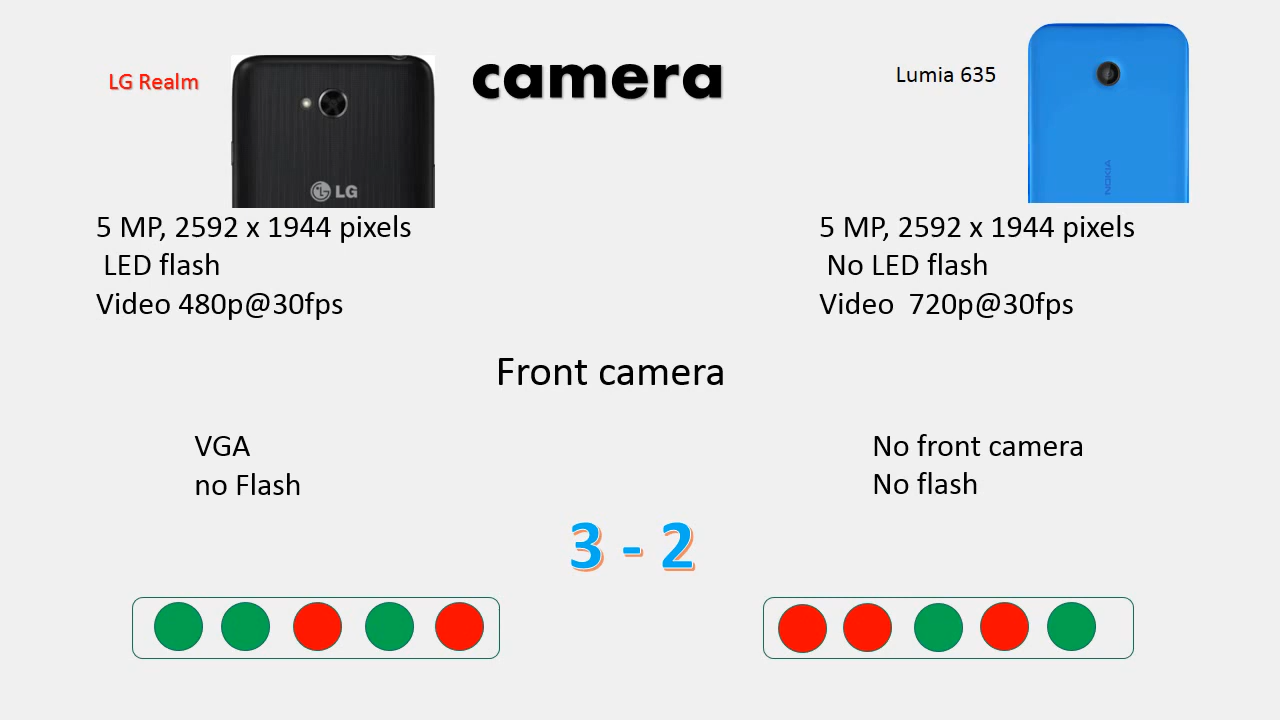 camera
LG Realm
LG
5 MP, 2592 x 1944 pixels
LED flash
Video 480p@30fps
Lumia 635
NOKIA
5 MP, 2592 x 1944 pixels
No LED flash
Video 720p@30fps
Front camera
VGA
no Flash
No front camera
No flash
3 - 2